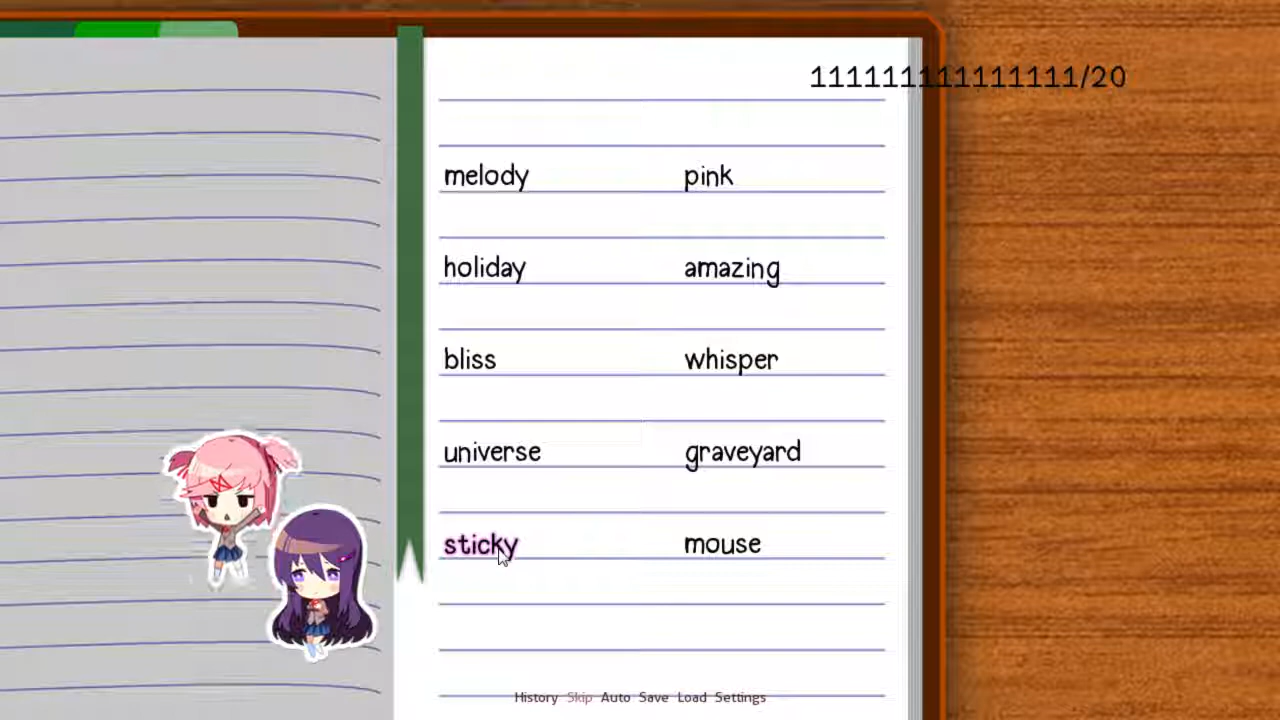 111111111111111/20
melody pink
holiday amazing
bliss whisper
universe graveyard
sticky mouse
History Skip Auto Save Load Settings